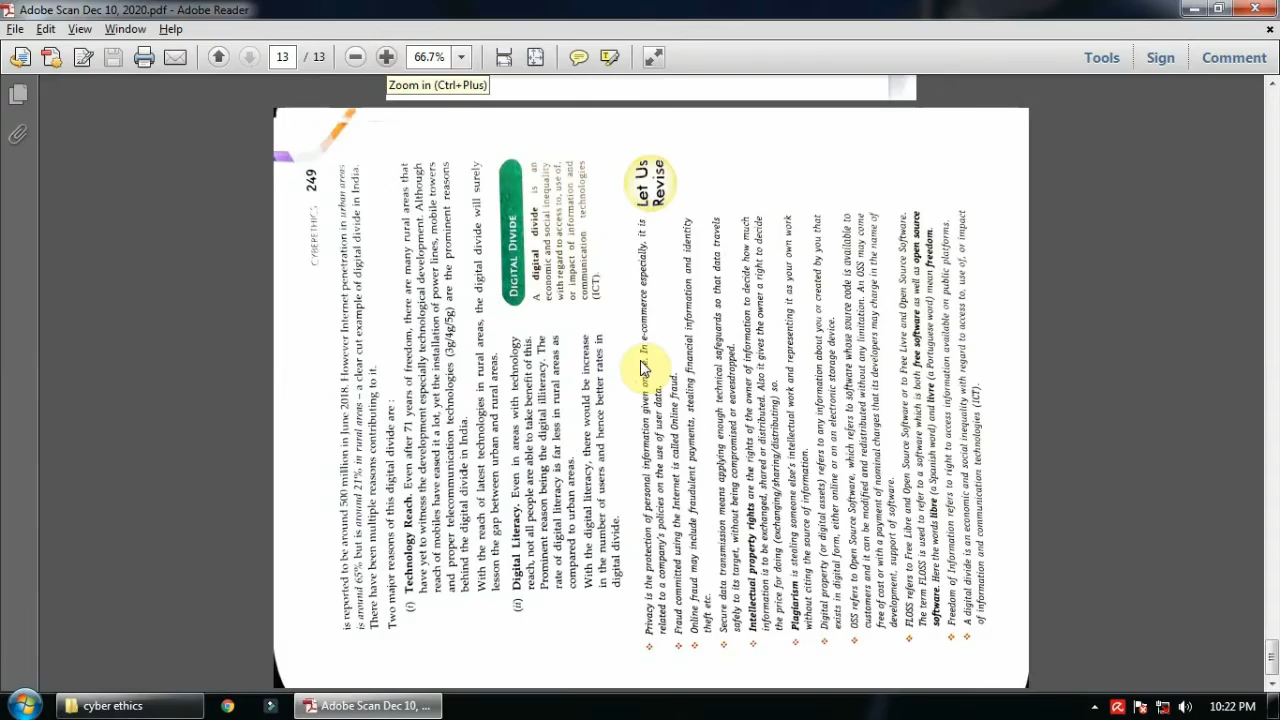 Adobe Scan Dec 10, 2020.pdf - Adobe Reader
File Edit View Window Help
13 / 13 66.7% Tools Sign Comment
Zoom in (Ctrl+Plus)
CYBERETHICS 249
is reported to be around 500 million in June 2018. However Internet penetration in urban areas
is around 65% but is around 21% in rural areas – a clear cut example of digital divide in India.
There have been multiple reasons contributing to it.
Two major reasons of this digital divide are :
(i) Technology Reach. Even after 71 years of freedom, there are many rural areas that
have yet to witness the development especially technological development. Although
reach of mobiles have eased it a lot, yet the installation of power lines, mobile towers
and proper telecommunication technologies (3g/4g/5g) are the prominent reasons
behind the digital divide in India.
With the reach of latest technologies in rural areas, the digital divide will surely
lesson the gap between urban and rural areas.
(ii) Digital Literacy. Even in areas with technology
reach, not all people are able to take benefit of this.
Prominent reason being the digital illiteracy. The
rate of digital literacy is far less in rural areas as
compared to urban areas.
With the digital literacy, there would be increase
in the number of users and hence better rates in
digital divide.
DIGITAL DIVIDE
A digital divide is an
economic and social inequality
with regard to access to, use of,
or impact of information and
communication technologies
(ICT).
Let Us
Revise
❖ Privacy is the protection of personal information given In e-commerce especially, it is
related to a company's policies on the use of user data.
❖ Fraud committed using the Internet is called Online fraud.
❖ Online fraud may include fraudulent payments, stealing financial information and identity
theft etc.
❖ Secure data transmission means applying enough technical safeguards so that data travels
safely to its target, without being compromised or eavesdropped.
❖ Intellectual property rights are the rights of the owner of information to decide how much
information is to be exchanged, shared or distributed. Also it gives the owner a right to decide
the price for doing (exchanging/sharing/distributing) so.
❖ Plagiarism is stealing someone else's intellectual work and representing it as your own work
without citing the source of information.
❖ Digital property (or digital assets) refers to any information about you or created by you that
exists in digital form, either online or on an electronic storage device.
❖ OSS refers to Open Source Software, which refers to software whose source code is available to
customers and it can be modified and redistributed without any limitation. An OSS may come
free of cost or with a payment of nominal charges that its developers may charge in the name of
development, support of software.
❖ FLOSS refers to Free Libre and Open Source Software or to Free Livre and Open Source Software.
The term FLOSS is used to refer to a software which is both free software as well as open source
software. Here the words libre (a Spanish word) and livre (a Portuguese word) mean freedom.
❖ Freedom of Information refers to right to access information available on public platforms.
❖ A digital divide is an economic and social inequality with regard to access to, use of, or impact
of information and communication technologies (ICT).
cyber ethics Adobe Scan Dec 10, ... 10:22 PM